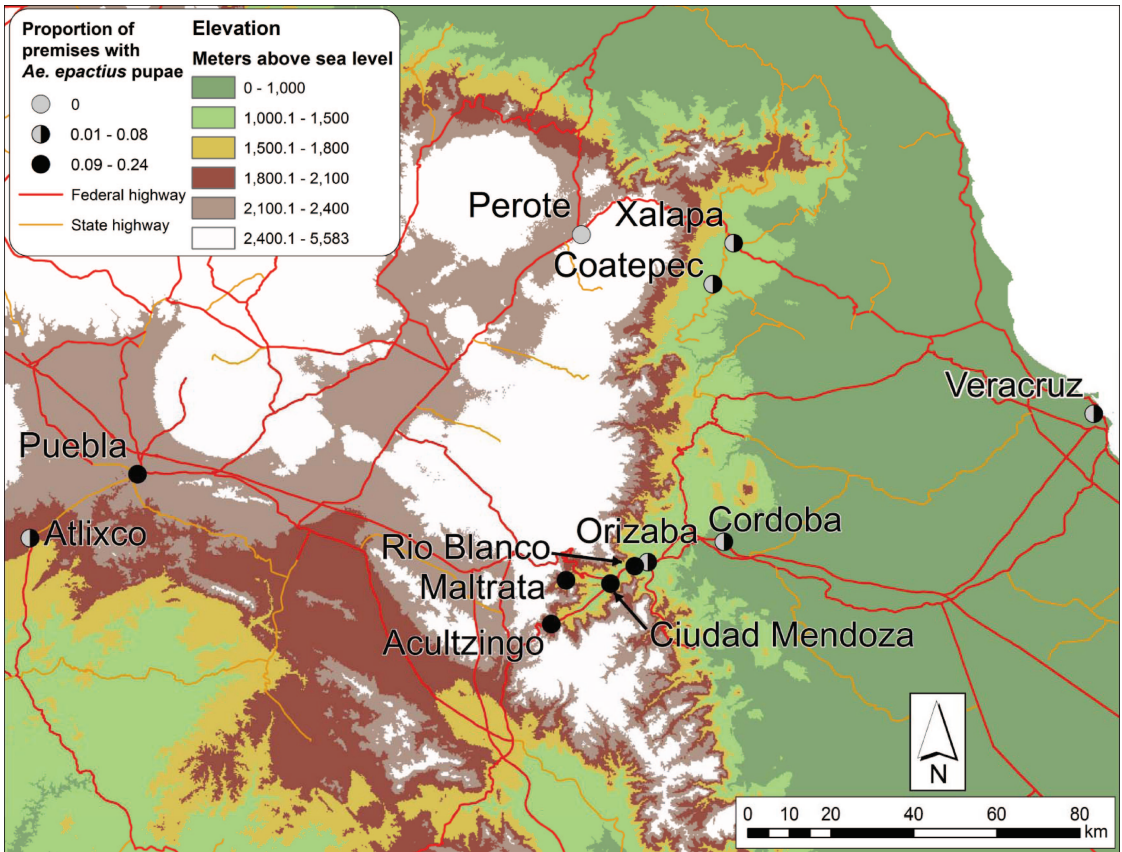 Proportion of
premises with
Ae. epactius pupae
0
0.01 - 0.08
0.09 - 0.24
Federal highway
State highway
Elevation
Meters above sea level
0 - 1,000
1,000.1 - 1,500
1,500.1 - 1,800
1,800.1 - 2,100
2,100.1 - 2,400
2,400.1 - 5,583
Perote
Xalapa
Coatepec
Veracruz
Puebla
Atlixco
Orizaba
Cordoba
Rio Blanco
Maltrata
Acultzingo
Ciudad Mendoza
N
0 10 20 40 60 80
km